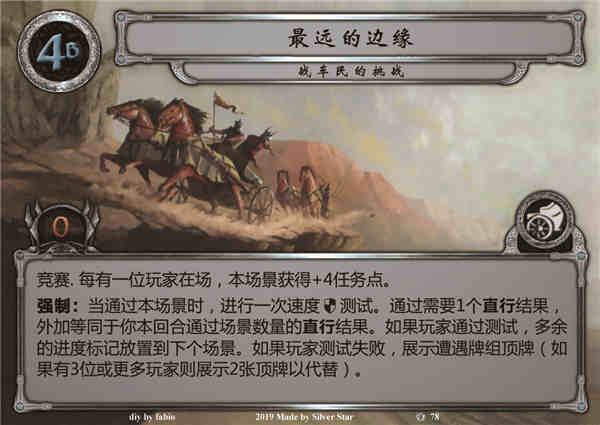 4B
最远的边缘
战车民的挑战
0
竞赛. 每有一位玩家在场，本场景获得+4任务点。
强制：当通过本场景时，进行一次速度测试。通过需要1个直行结果，
外加等同于你本回合通过场景数量的直行结果。如果玩家通过测试，多余
的进度标记放置到下个场景。如果玩家测试失败，展示遭遇牌组顶牌（如
果有3位或更多玩家则展示2张顶牌以代替）。
diy by fabio 2019 Made by Silver Star 78